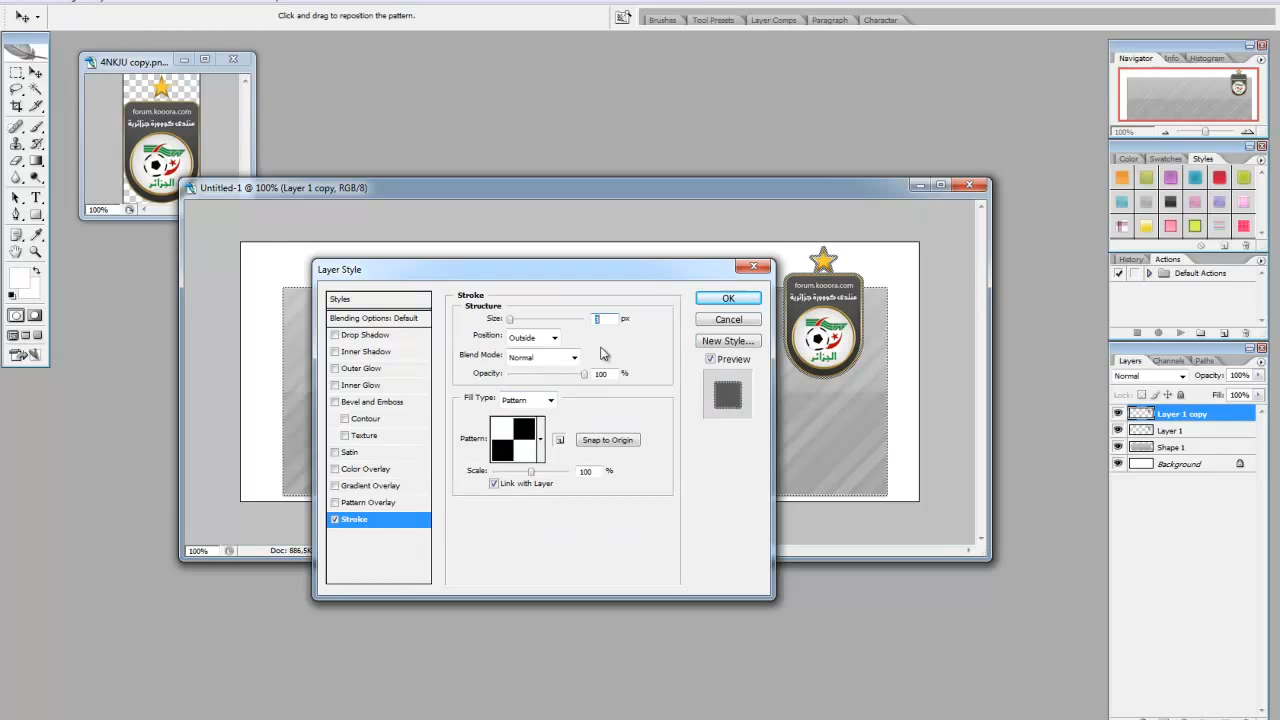 Click and drag to reposition the pattern.
Brushes
Tool Presets
Layer Comps
Paragraph
Character
4NKJU copy.pn...
forum.kooora.com
منتدى كووورة جزائرية
الجزائر
100%
Untitled-1 @ 100% (Layer 1 copy, RGB/8)
forum.kooora.com
منتدى كووورة جزائرية
الجزائر
100%
Doc: 886,5K
Layer Style
Styles
Blending Options: Default
Drop Shadow
Inner Shadow
Outer Glow
Inner Glow
Bevel and Emboss
Contour
Texture
Satin
Color Overlay
Gradient Overlay
Pattern Overlay
Stroke
Stroke
Structure
Size:
px
Position: Outside
Blend Mode: Normal
Opacity: 100 %
Fill Type: Pattern
Pattern:
Snap to Origin
Scale: 100 %
Link with Layer
OK
Cancel
New Style...
Preview
Navigator
Info
Histogram
100%
Color
Swatches
Styles
History
Actions
Default Actions
Layers
Channels
Paths
Normal
Opacity: 100%
Lock:
Fill: 100%
Layer 1 copy
Layer 1
Shape 1
Background